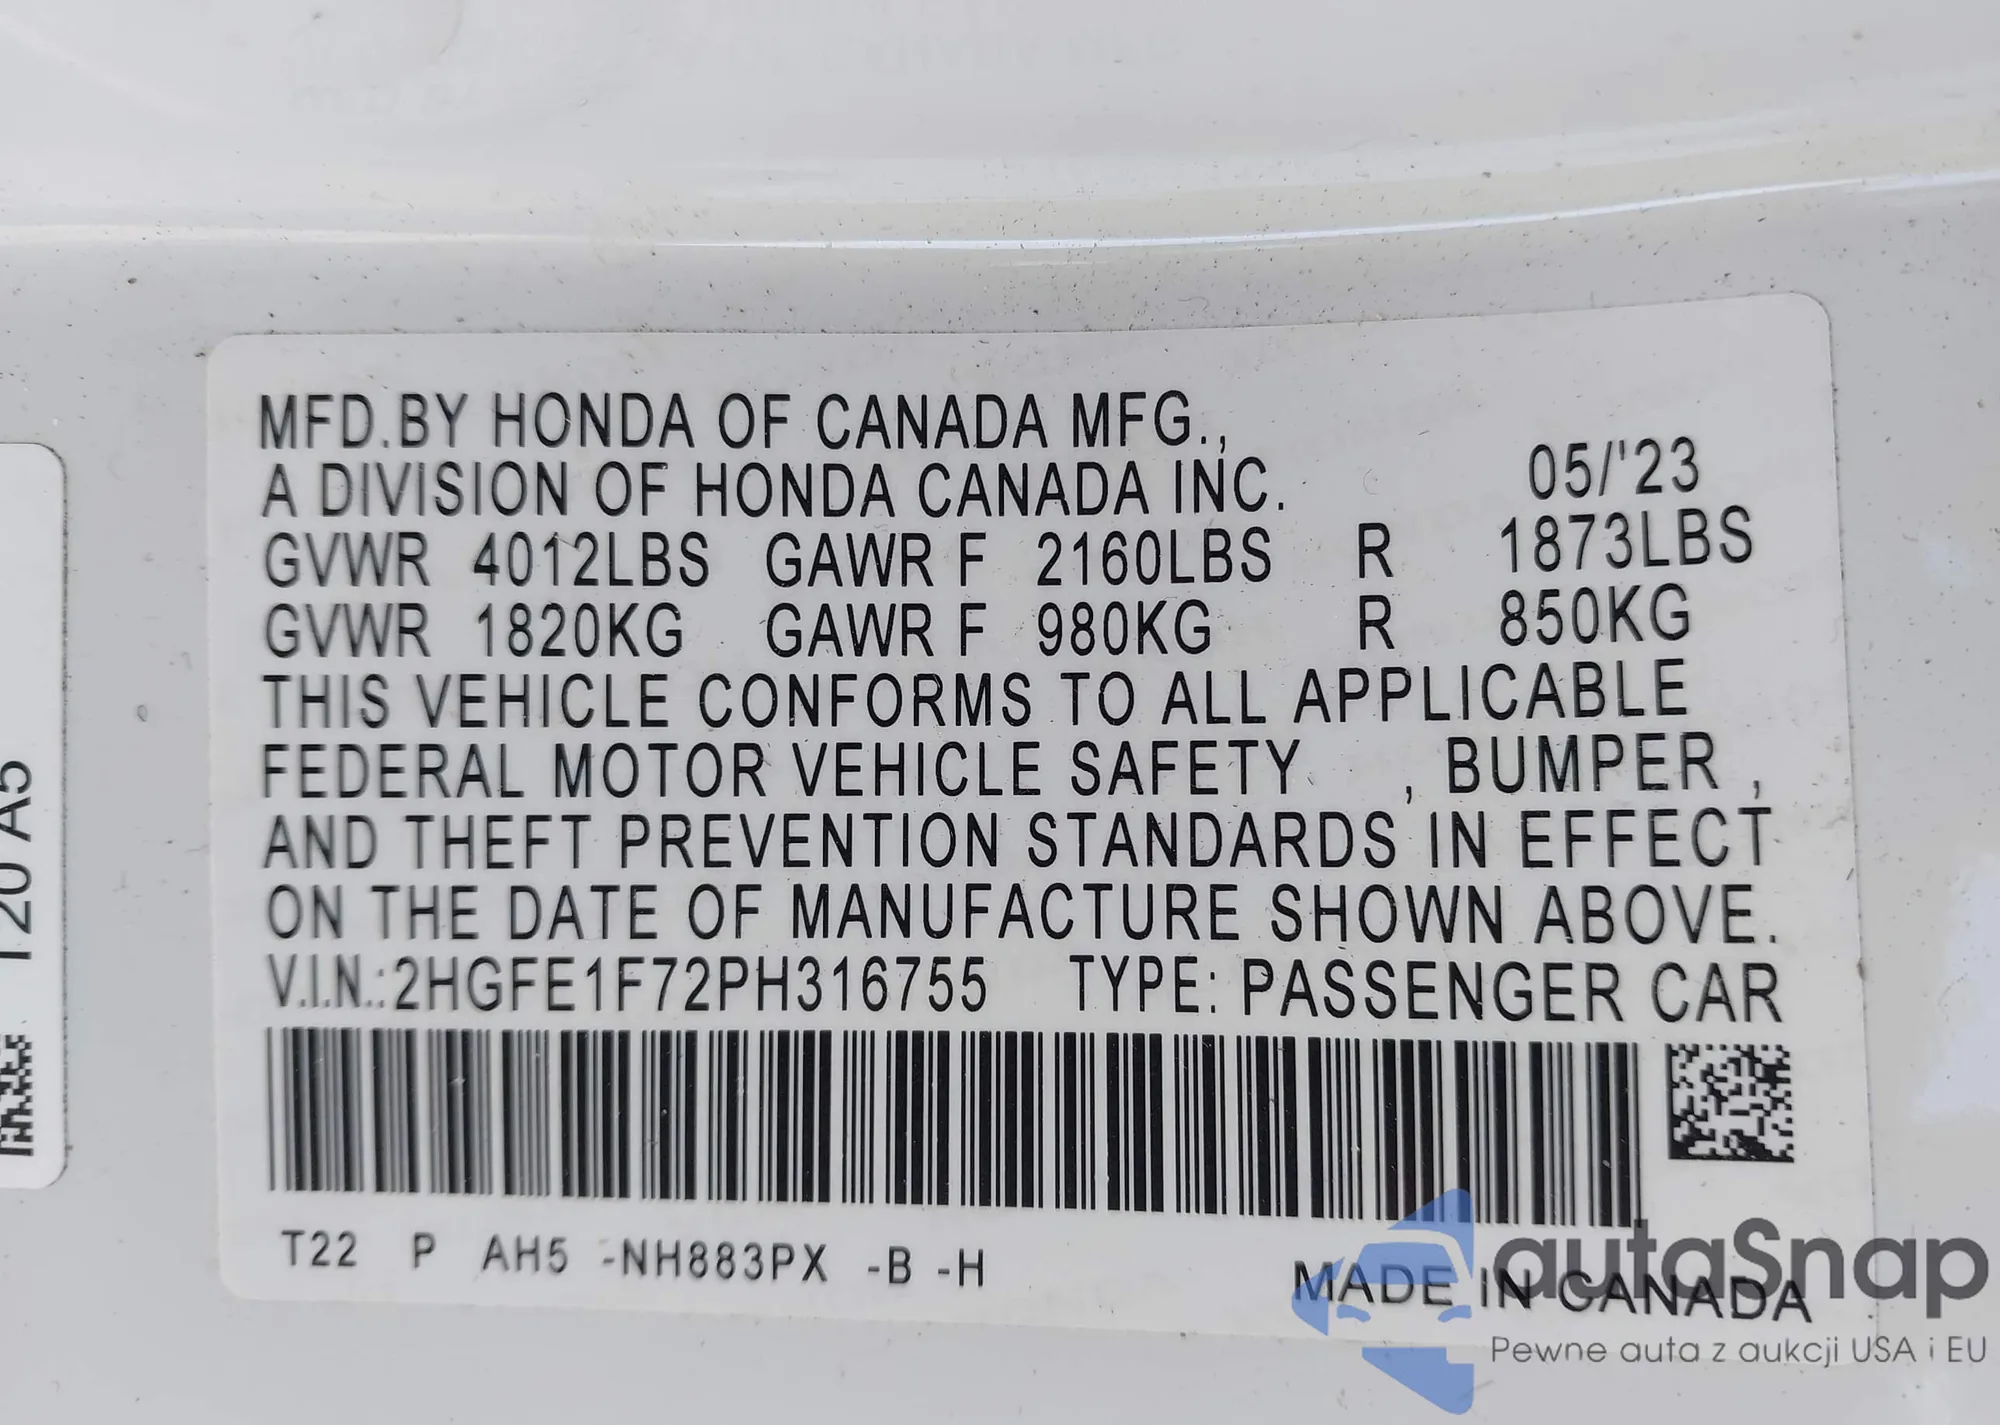 MFD.BY HONDA OF CANADA MFG.,
A DIVISION OF HONDA CANADA INC. 05/'23
GVWR 4012LBS GAWR F 2160LBS R 1873LBS
GVWR 1820KG GAWR F 980KG R 850KG
THIS VEHICLE CONFORMS TO ALL APPLICABLE
FEDERAL MOTOR VEHICLE SAFETY , BUMPER ,
AND THEFT PREVENTION STANDARDS IN EFFECT
ON THE DATE OF MANUFACTURE SHOWN ABOVE.
V.I.N.:2HGFE1F72PH316755 TYPE: PASSENGER CAR
T22 P AH5 -NH883PX -B -H
MADE IN CANADA
T20 A5
autoSnap
Pewne auta z aukcji USA i EU